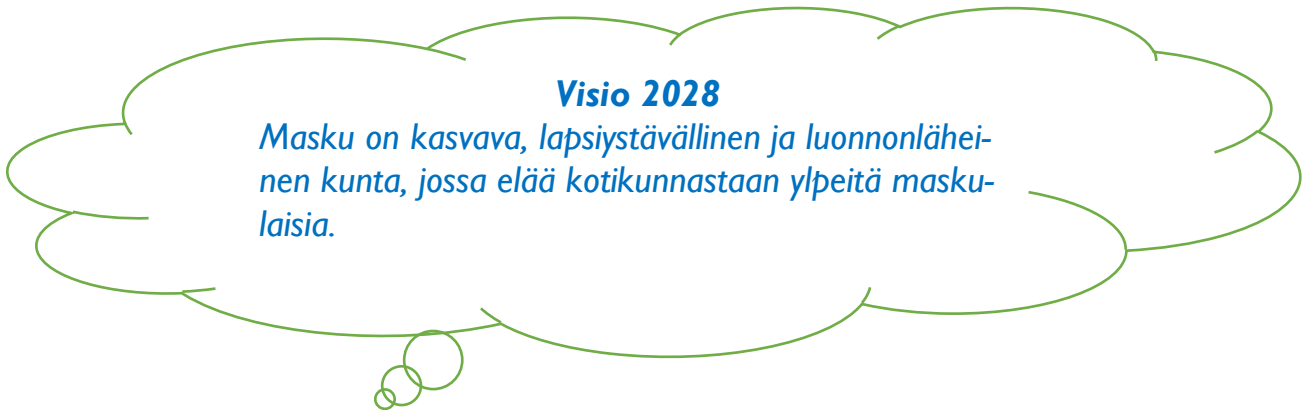 Visio 2028
Masku on kasvava, lapsiystävällinen ja luonnonlähei-
nen kunta, jossa elää kotikunnastaan ylpeitä masku-
laisia.